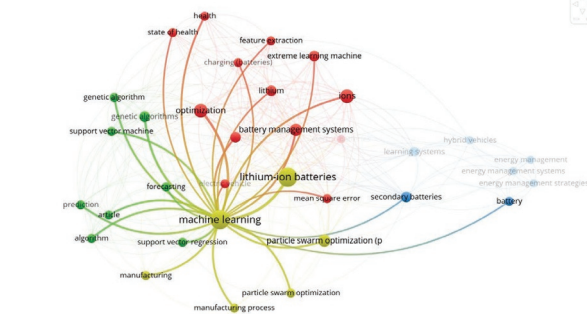 health
state of health
feature extraction
extreme learning machine
charging (batteries)
lithium
ions
genetic algorithm
optimization
genetic algorithms
support vector machine
battery management systems
hybrid vehicles
learning systems
energy management
energy management systems
energy management strategies
lithium-ion batteries
forecasting
mean square error
secondary batteries
battery
prediction
article
machine learning
algorithm
support vector regression
particle swarm optimization (p
manufacturing
particle swarm optimization
manufacturing process